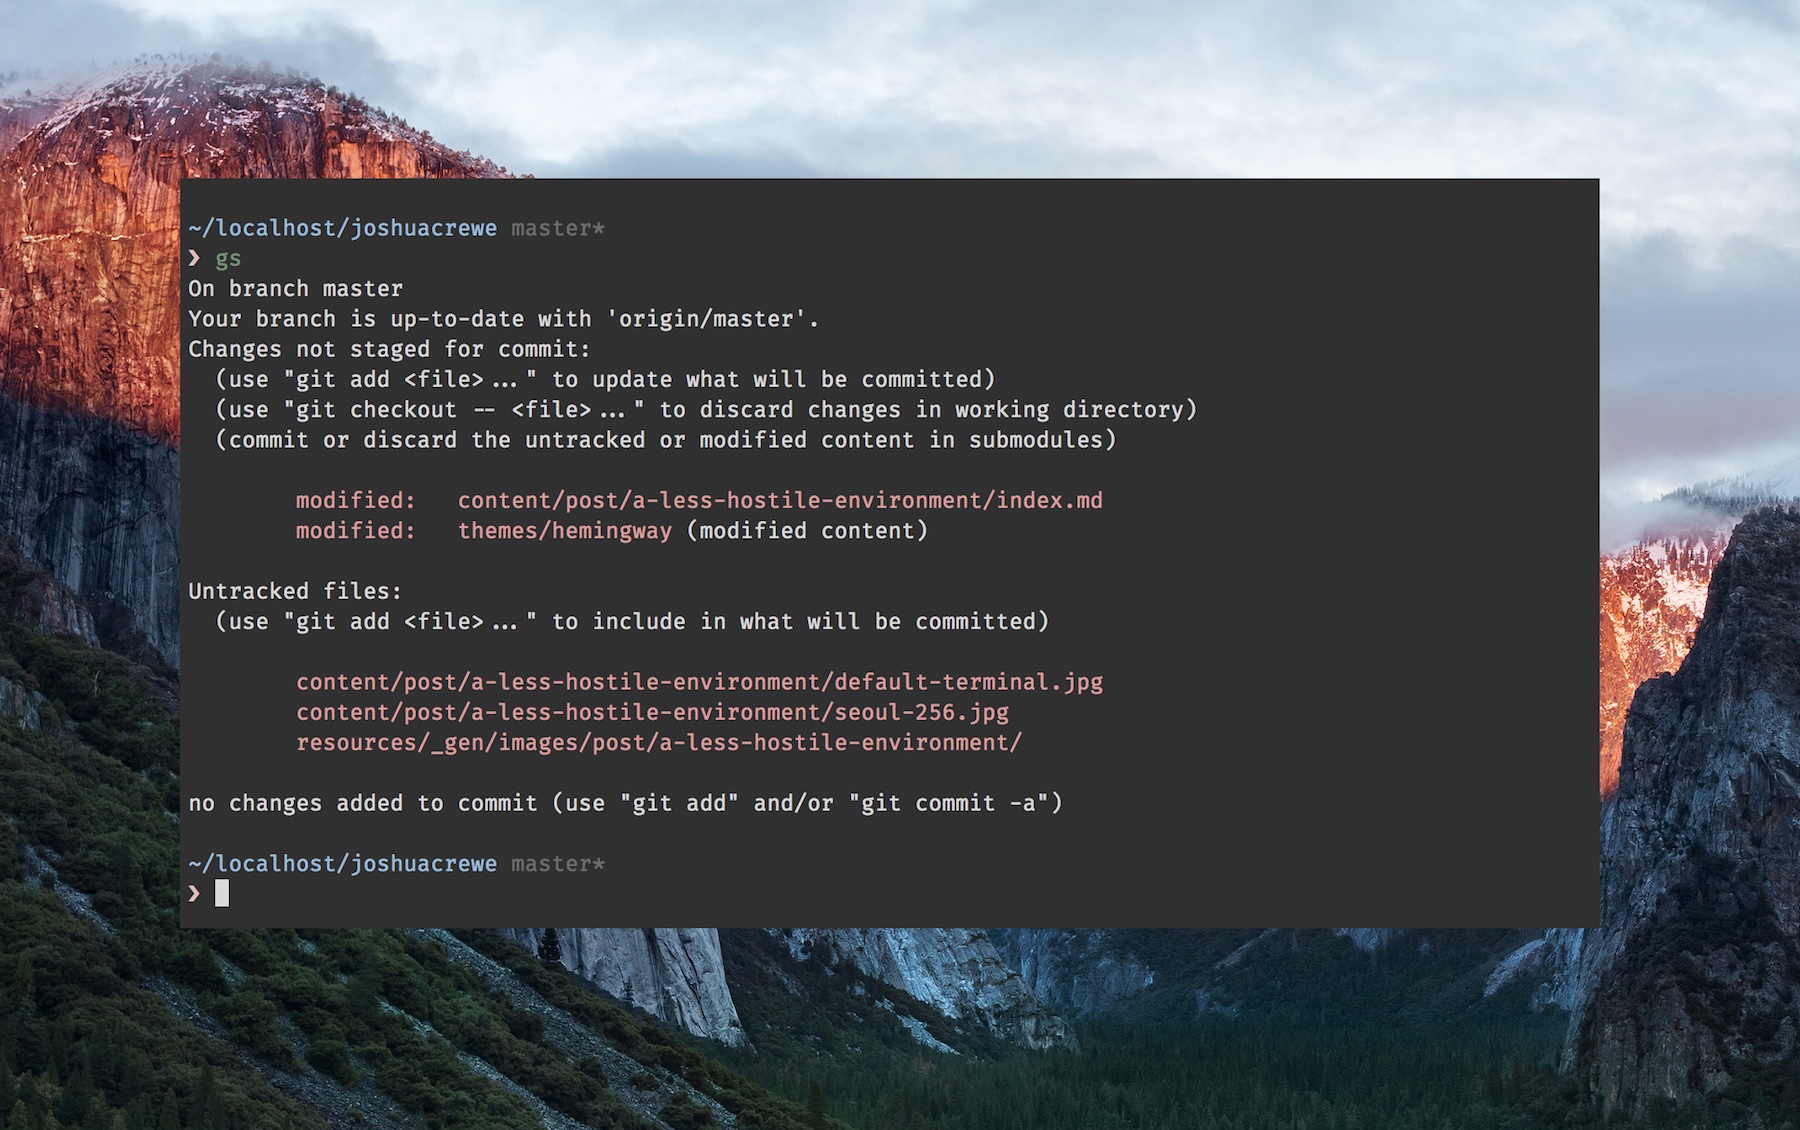 ~/localhost/joshuacrewe master*
❯ gs
On branch master
Your branch is up-to-date with 'origin/master'.
Changes not staged for commit:
  (use "git add <file>..." to update what will be committed)
  (use "git checkout -- <file>..." to discard changes in working directory)
  (commit or discard the untracked or modified content in submodules)

        modified:   content/post/a-less-hostile-environment/index.md
        modified:   themes/hemingway (modified content)

Untracked files:
  (use "git add <file>..." to include in what will be committed)

        content/post/a-less-hostile-environment/default-terminal.jpg
        content/post/a-less-hostile-environment/seoul-256.jpg
        resources/_gen/images/post/a-less-hostile-environment/

no changes added to commit (use "git add" and/or "git commit -a")

~/localhost/joshuacrewe master*
❯